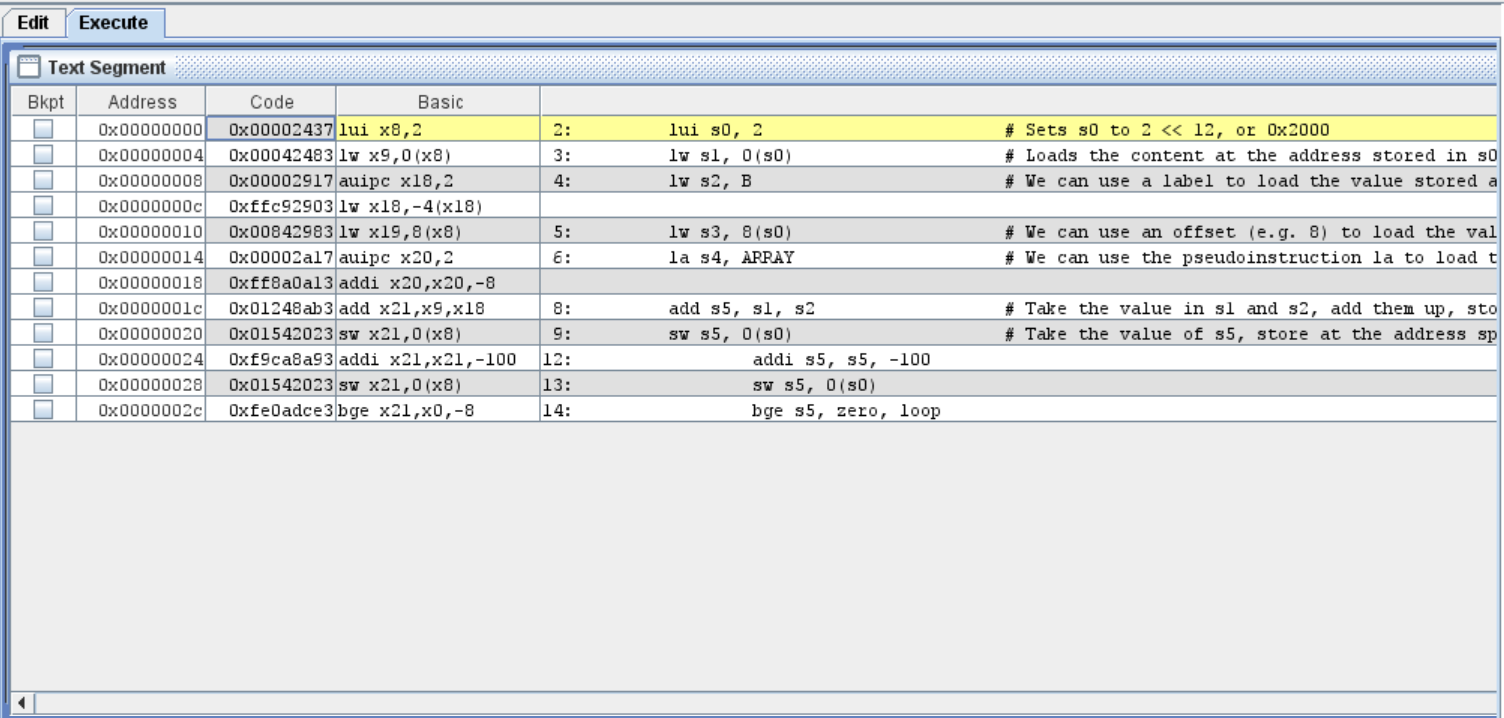 Edit Execute
Text Segment
Bkpt Address Code Basic
0x00000000 0x00002437 lui x8,2 2: lui s0, 2 # Sets s0 to 2 << 12, or 0x2000
0x00000004 0x00042483 lw x9,0(x8) 3: lw s1, 0(s0) # Loads the content at the address stored in s0
0x00000008 0x00002917 auipc x18,2 4: lw s2, B # We can use a label to load the value stored a
0x0000000c 0xffc92903 lw x18,-4(x18)
0x00000010 0x00842983 lw x19,8(x8) 5: lw s3, 8(s0) # We can use an offset (e.g. 8) to load the val
0x00000014 0x00002a17 auipc x20,2 6: la s4, ARRAY # We can use the pseudoinstruction la to load t
0x00000018 0xff8a0a13 addi x20,x20,-8
0x0000001c 0x01248ab3 add x21,x9,x18 8: add s5, s1, s2 # Take the value in s1 and s2, add them up, sto
0x00000020 0x01542023 sw x21,0(x8) 9: sw s5, 0(s0) # Take the value of s5, store at the address sp
0x00000024 0xf9ca8a93 addi x21,x21,-100 12: addi s5, s5, -100
0x00000028 0x01542023 sw x21,0(x8) 13: sw s5, 0(s0)
0x0000002c 0xfe0adce3 bge x21,x0,-8 14: bge s5, zero, loop